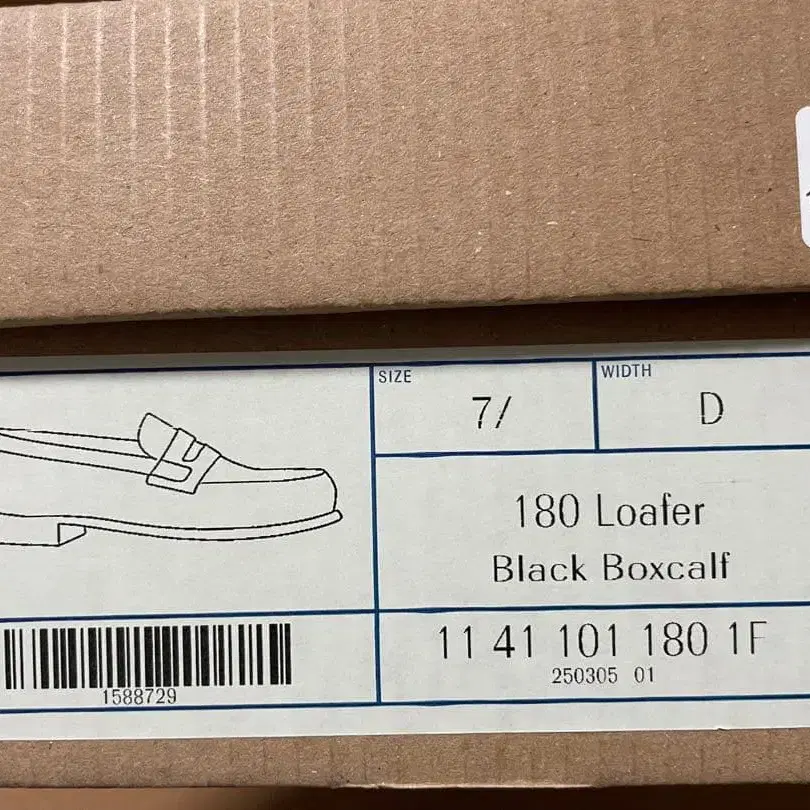 SIZE
7/
WIDTH
D
180 Loafer
Black Boxcalf
11 41 101 180 1F
250305 01
1588729